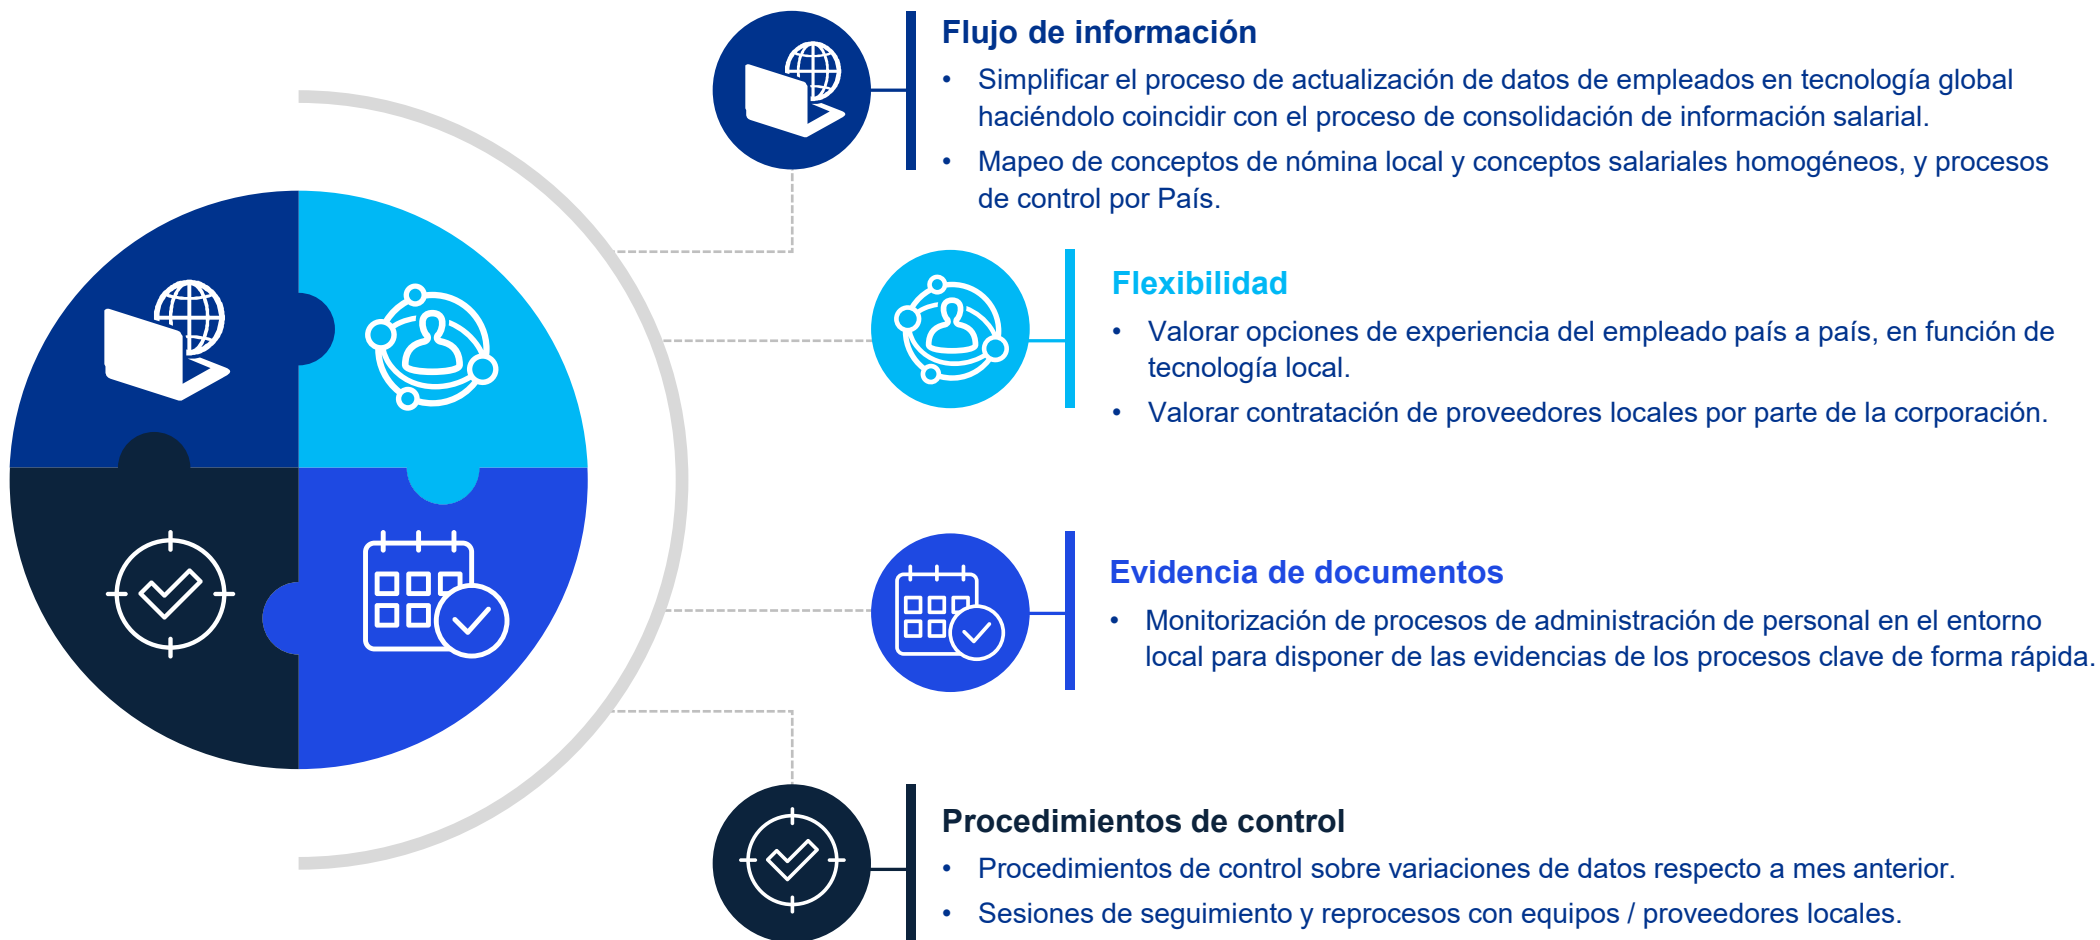 Flujo de información
• Simplificar el proceso de actualización de datos de empleados en tecnología global
haciéndolo coincidir con el proceso de consolidación de información salarial.
• Mapeo de conceptos de nómina local y conceptos salariales homogéneos, y procesos
de control por País.
Flexibilidad
• Valorar opciones de experiencia del empleado país a país, en función de
tecnología local.
• Valorar contratación de proveedores locales por parte de la corporación.
Evidencia de documentos
• Monitorización de procesos de administración de personal en el entorno
local para disponer de las evidencias de los procesos clave de forma rápida.
Procedimientos de control
• Procedimientos de control sobre variaciones de datos respecto a mes anterior.
• Sesiones de seguimiento y reprocesos con equipos / proveedores locales.